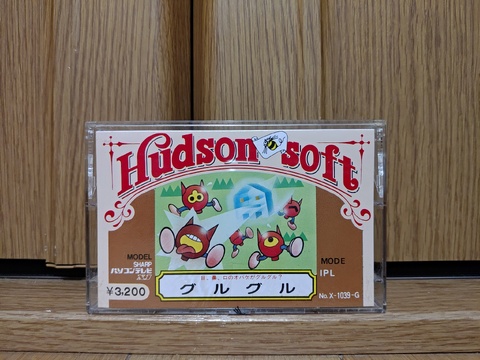 Hudson soft
MODEL
SHARP
パソコンテレビ
X1
¥3,200
目、鼻、口のオバケがグルグル？
グルグル
MODE
IPL
No. X-1039-G